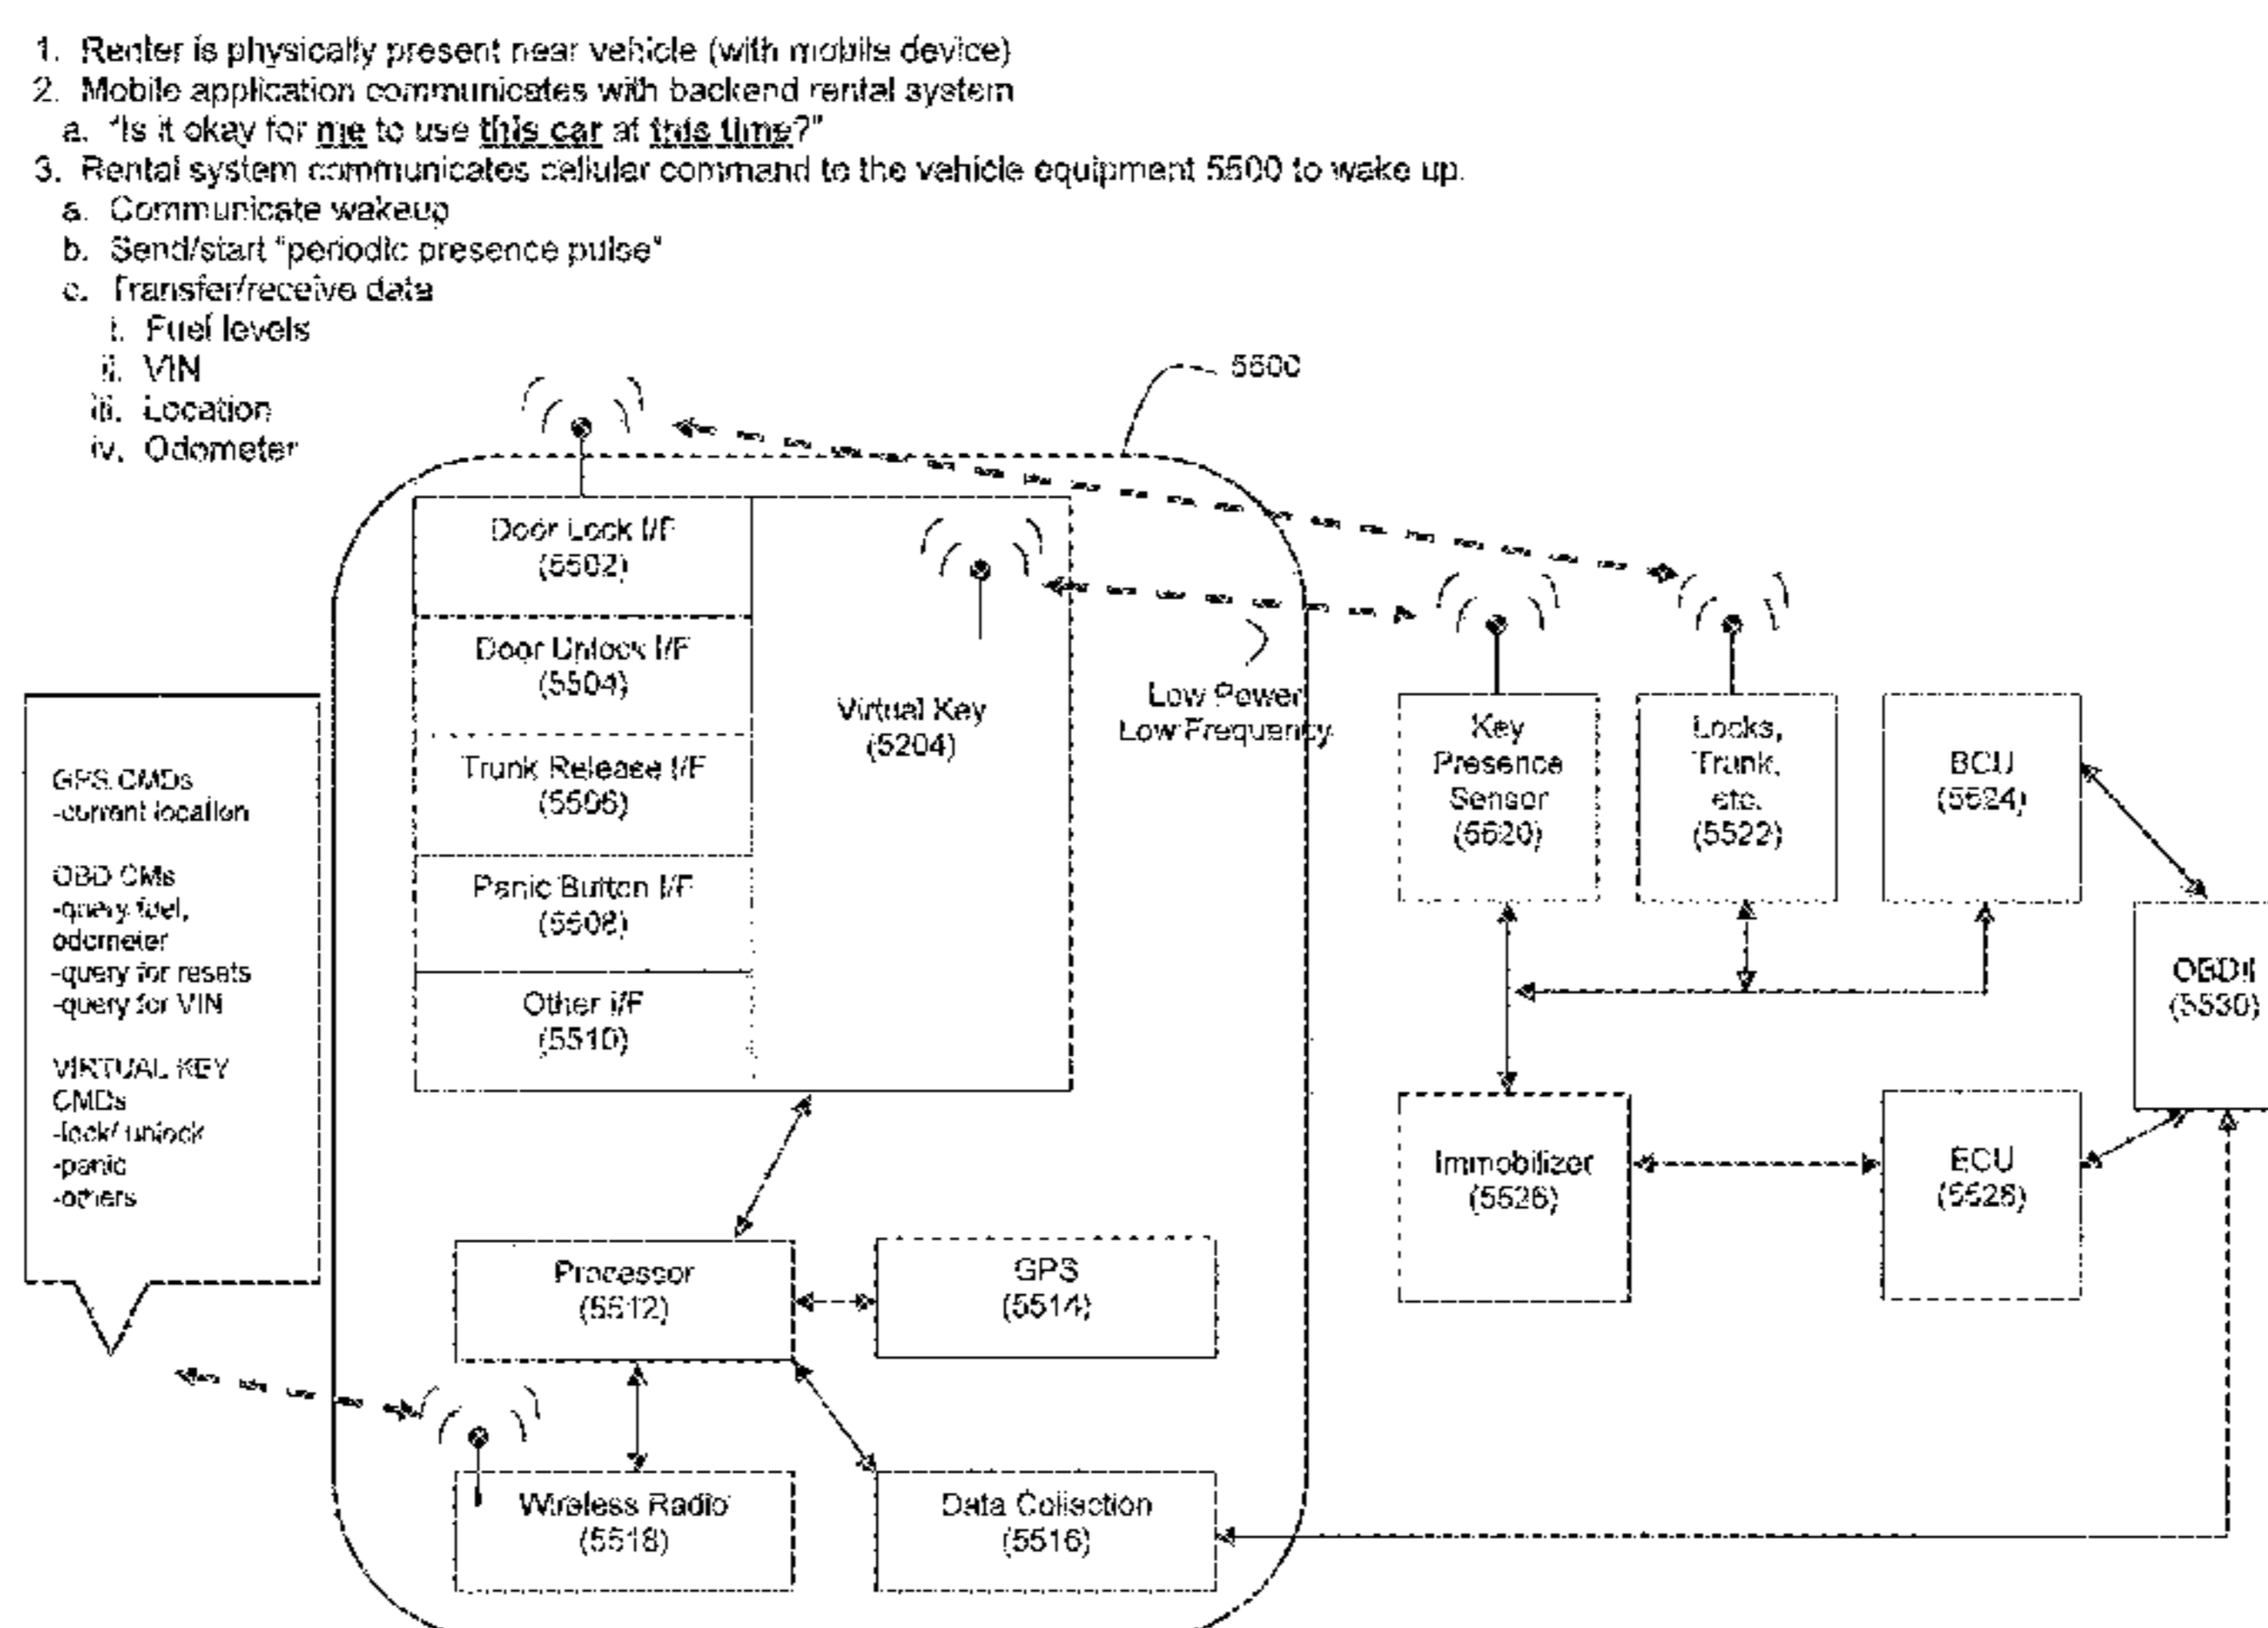 1. Renter is physically present near vehicle (with mobile device)
2. Mobile application communicates with backend rental system
a. "Is it okay for me to use this car at this time?"
3. Rental system communicates cellular command to the vehicle equipment 5500 to wake up.
a. Communicate wakeup
b. Send/start "periodic presence pulse"
c. Transfer/receive data
i. Fuel levels
ii. VIN
iii. Location
iv. Odometer
5500
Door Lock I/F
(5502)
Door Unlock I/F
(5504)
Trunk Release I/F
(5506)
Panic Button I/F
(5508)
Other I/F
(5510)
Virtual Key
(5204)
Low Power
Low Frequency
Key
Presence
Sensor
(5520)
Locks,
Trunk,
etc.
(5522)
BCU
(5524)
OBDII
(5530)
Immobilizer
(5526)
ECU
(5528)
GPS CMDs
-current location
OBD CMs
-query fuel,
odometer
-query for resets
-query for VIN
VIRTUAL KEY
CMDs
-lock/ unlock
-panic
-others
Processor
(5512)
GPS
(5514)
Wireless Radio
(5518)
Data Collection
(5516)